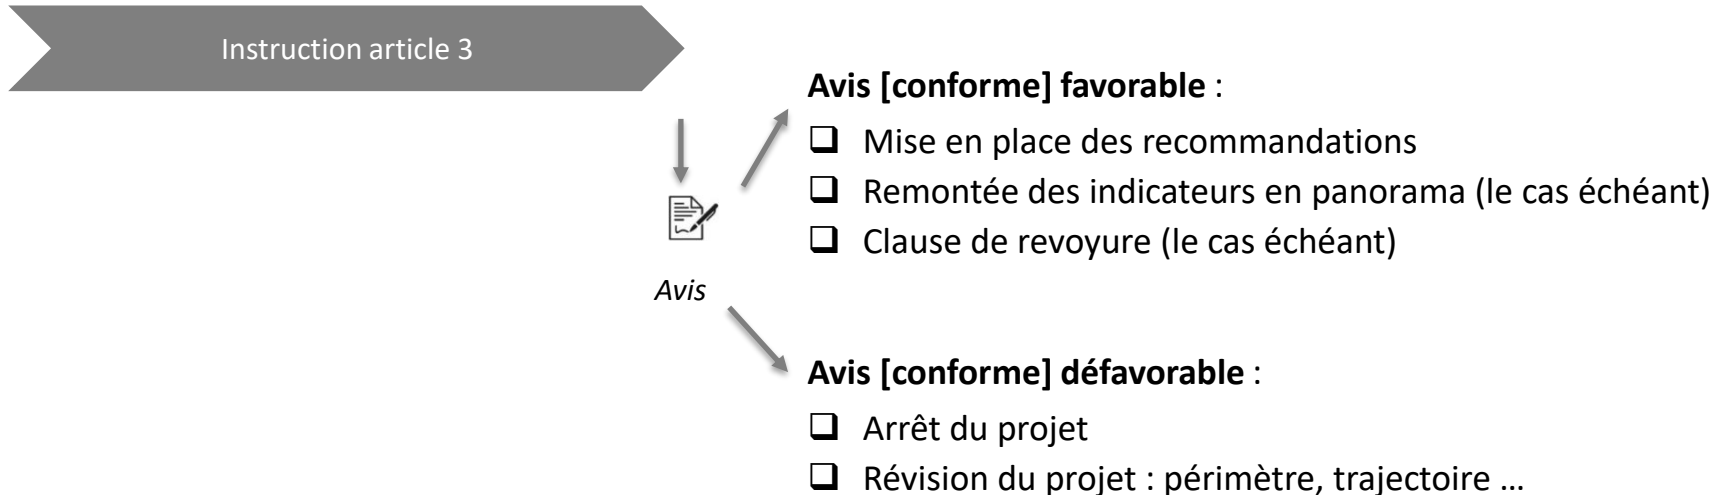 Instruction article 3
Avis [conforme] favorable :
❑ Mise en place des recommandations
❑ Remontée des indicateurs en panorama (le cas échéant)
❑ Clause de revoyure (le cas échéant)
Avis
Avis [conforme] défavorable :
❑ Arrêt du projet
❑ Révision du projet : périmètre, trajectoire …